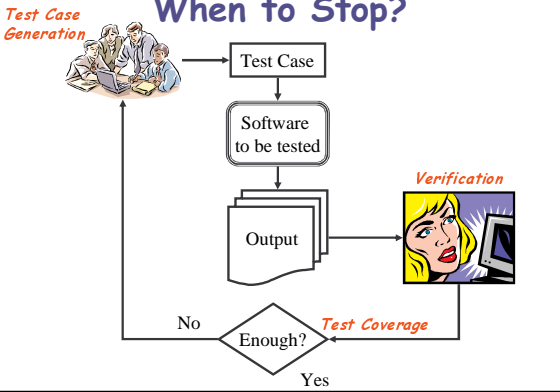 When to Stop?
Test Case
Generation
Test Case
Software
to be tested
Verification
Output
No
Enough?
Test Coverage
Yes